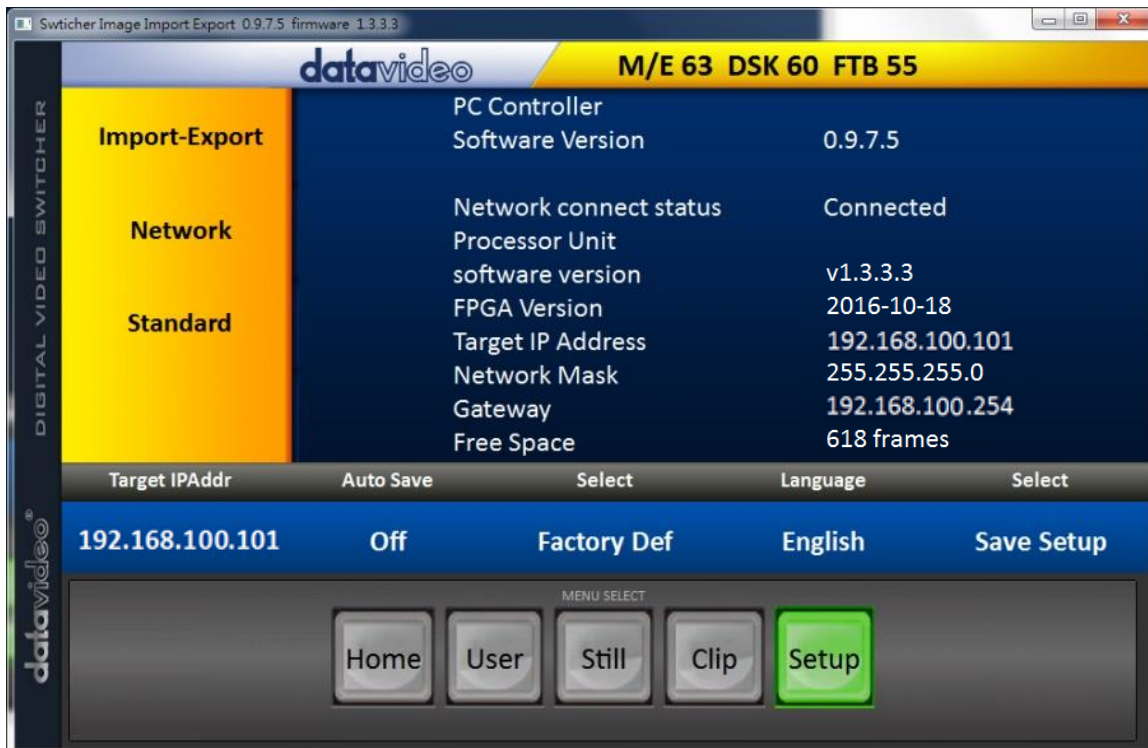 Swticher Image Import Export 0.9.7.5 firmware 1.3.3.3
datavideo
M/E 63 DSK 60 FTB 55
DIGITAL VIDEO SWITCHER
datavideo®
Import-Export
Network
Standard
PC Controller
Software Version 0.9.7.5
Network connect status Connected
Processor Unit
software version v1.3.3.3
FPGA Version 2016-10-18
Target IP Address 192.168.100.101
Network Mask 255.255.255.0
Gateway 192.168.100.254
Free Space 618 frames
Target IPAddr Auto Save Select Language Select
192.168.100.101 Off Factory Def English Save Setup
MENU SELECT
Home User Still Clip Setup